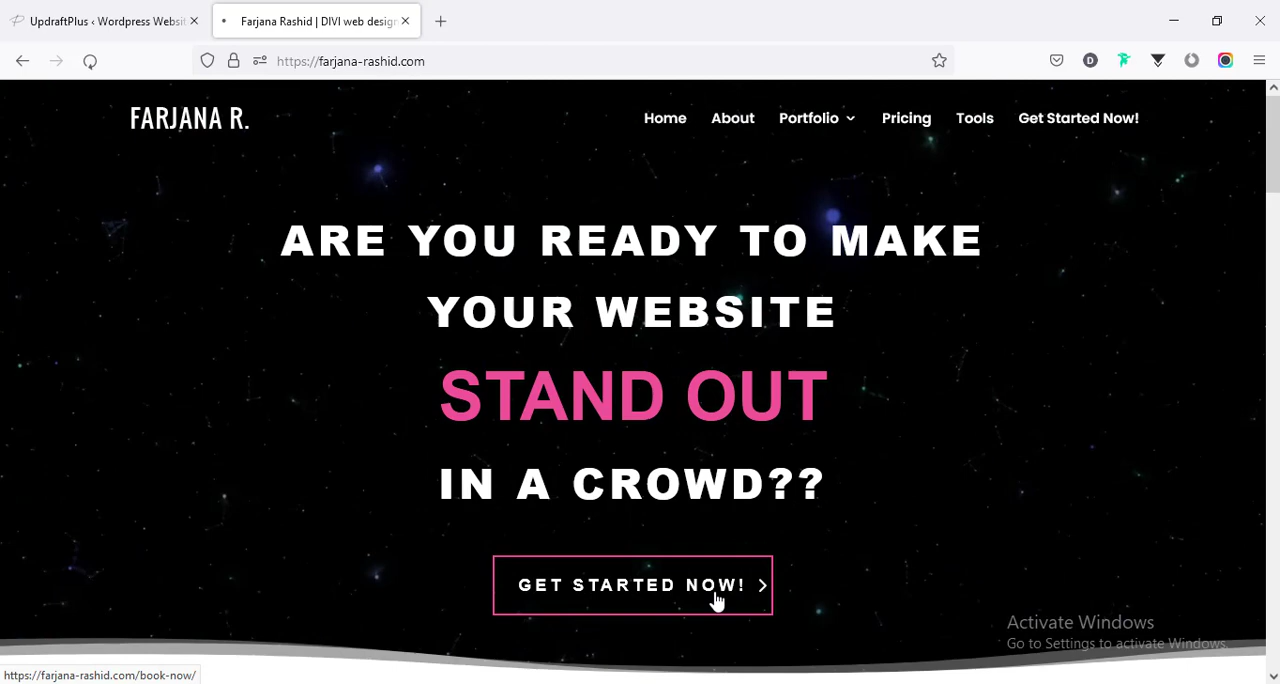 UpdraftPlus ‹ Wordpress Websit
Farjana Rashid | DIVI web design
https://farjana-rashid.com
FARJANA R.
Home About Portfolio Pricing Tools Get Started Now!
ARE YOU READY TO MAKE
YOUR WEBSITE
STAND OUT
IN A CROWD??
GET STARTED NOW!
Activate Windows
Go to Settings to activate Windows.
https://farjana-rashid.com/book-now/